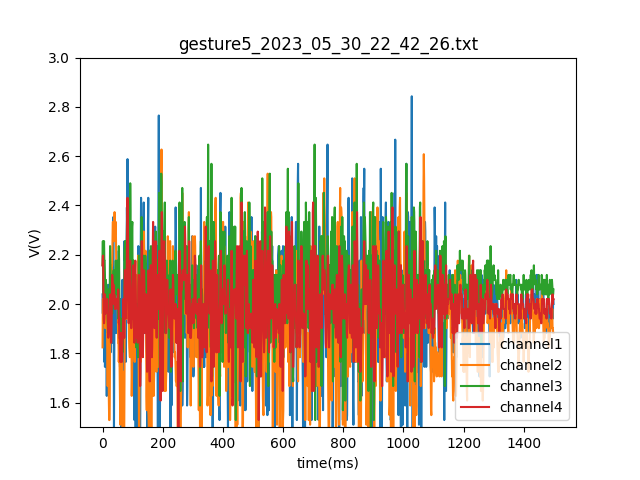 gesture5_2023_05_30_22_42_26.txt
3.0
2.8
2.6
2.4
2.2
2.0
1.8
1.6
V(V)
0 200 400 600 800 1000 1200 1400
time(ms)
channel1
channel2
channel3
channel4